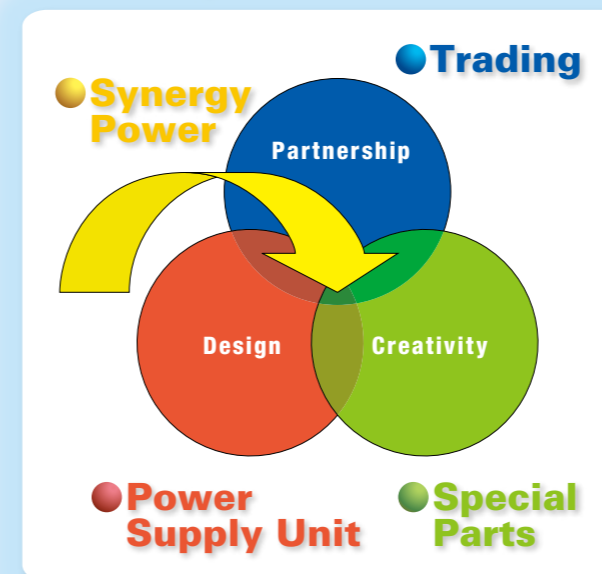 Trading
Synergy
Power
Partnership
Design
Creativity
Power
Supply Unit
Special
Parts